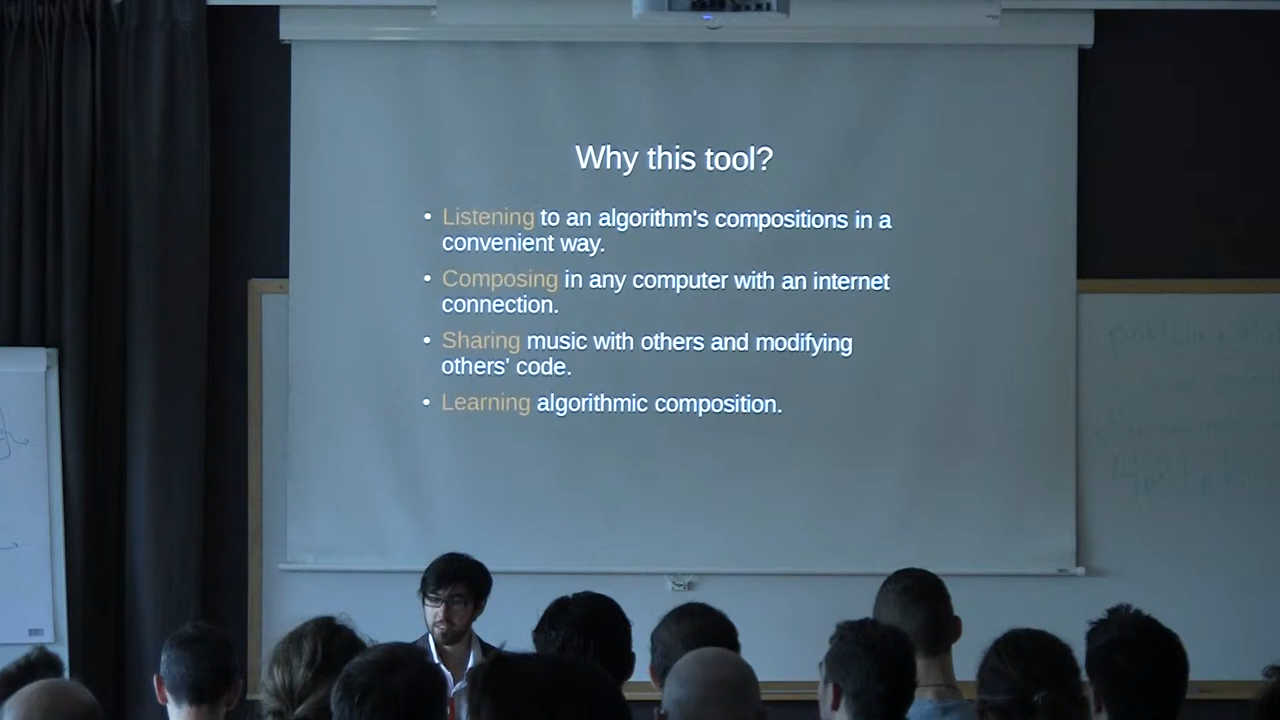 Why this tool?
• Listening to an algorithm's compositions in a
convenient way.
• Composing in any computer with an internet
connection.
• Sharing music with others and modifying
others' code.
• Learning algorithmic composition.